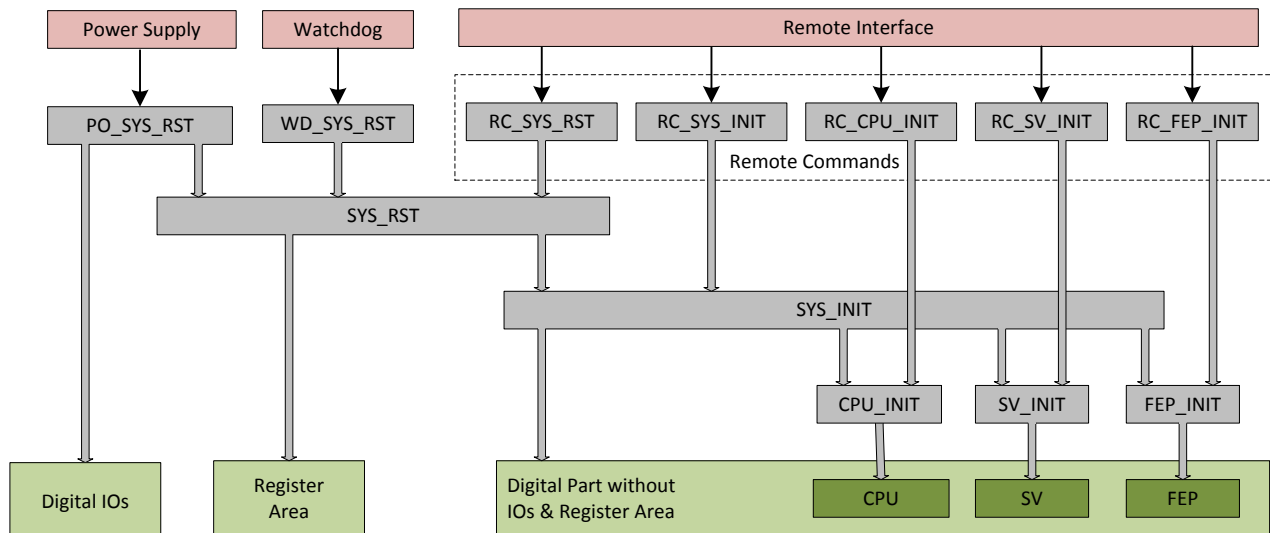 Power Supply
Watchdog
Remote Interface
PO_SYS_RST
WD_SYS_RST
RC_SYS_RST
RC_SYS_INIT
RC_CPU_INIT
RC_SV_INIT
RC_FEP_INIT
Remote Commands
SYS_RST
SYS_INIT
CPU_INIT
SV_INIT
FEP_INIT
Digital IOs
Register
Area
Digital Part without
IOs & Register Area
CPU
SV
FEP